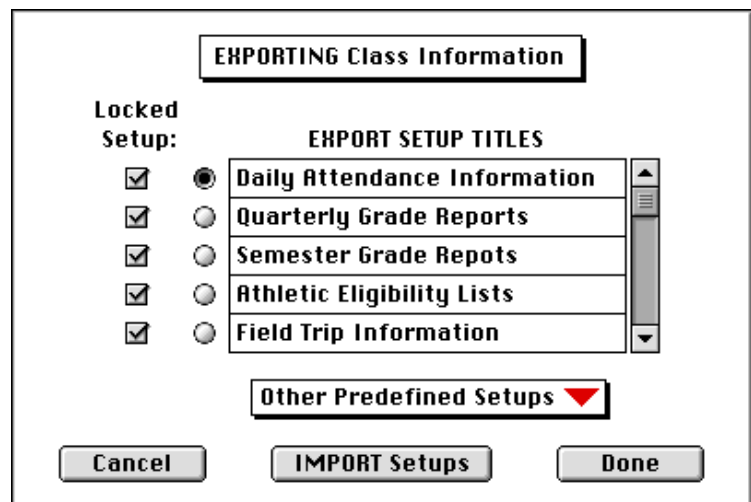 EXPORTING Class Information
Locked
Setup:
EXPORT SETUP TITLES
Daily Attendance Information
Quarterly Grade Reports
Semester Grade Repots
Athletic Eligibility Lists
Field Trip Information
Other Predefined Setups
Cancel
IMPORT Setups
Done